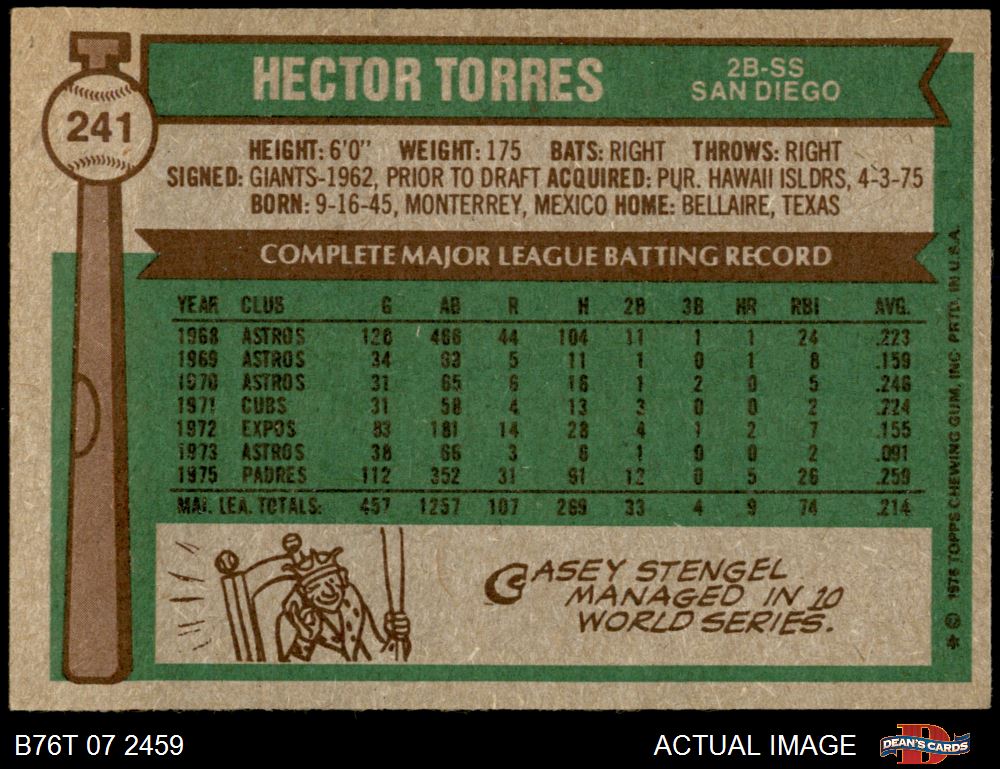 241
HECTOR TORRES
2B-SS
SAN DIEGO
HEIGHT: 6'0" WEIGHT: 175 BATS: RIGHT THROWS: RIGHT
SIGNED: GIANTS-1962, PRIOR TO DRAFT ACQUIRED: PUR. HAWAII ISLDRS, 4-3-75
BORN: 9-16-45, MONTERREY, MEXICO HOME: BELLAIRE, TEXAS
COMPLETE MAJOR LEAGUE BATTING RECORD
YEAR CLUB G AB R H 2B 3B HR RBI AVG.
1968 ASTROS 128 466 44 104 11 1 1 24 .223
1969 ASTROS 34 69 5 11 1 0 1 8 .159
1970 ASTROS 31 65 6 16 1 2 0 5 .246
1971 CUBS 31 58 4 13 3 0 0 2 .224
1972 EXPOS 83 181 14 28 4 1 2 7 .155
1973 ASTROS 38 66 3 6 1 0 0 2 .091
1975 PADRES 112 352 31 91 12 0 5 26 .259
MAJ. LEA. TOTALS: 457 1257 107 269 33 4 9 74 .214
CASEY STENGEL
MANAGED IN 10
WORLD SERIES.
* © 1976 TOPPS CHEWING GUM, INC. PRTD. IN U.S.A.
B76T 07 2459
ACTUAL IMAGE
DEAN'S CARDS